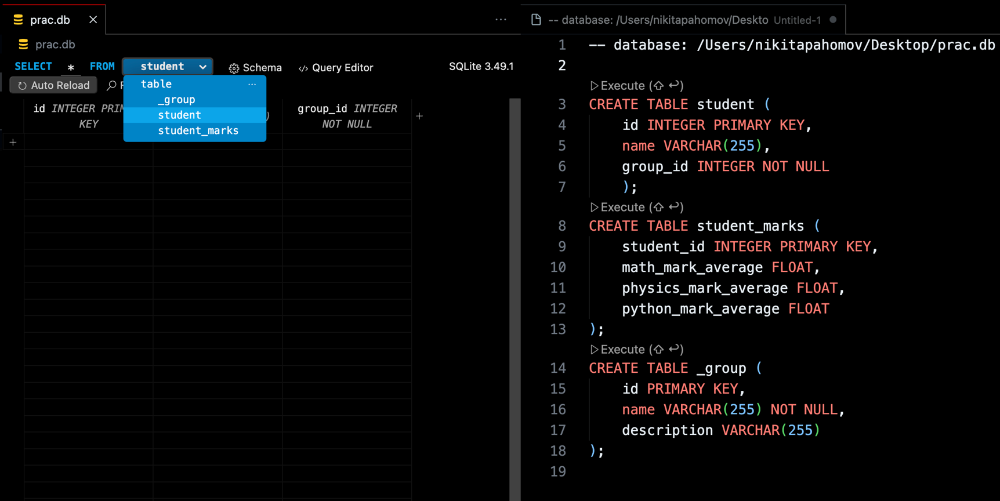 prac.db
prac.db
SELECT * FROM student Schema Query Editor SQLite 3.49.1
Auto Reload
table ...
_group
student
student_marks
id INTEGER PRIM
KEY
)
group_id INTEGER
NOT NULL
+
+
-- database: /Users/nikitapahomov/Deskto Untitled-1
1 -- database: /Users/nikitapahomov/Desktop/prac.db
2
Execute (⇧ ↩)
3 CREATE TABLE student (
4 id INTEGER PRIMARY KEY,
5 name VARCHAR(255),
6 group_id INTEGER NOT NULL
7 );
Execute (⇧ ↩)
8 CREATE TABLE student_marks (
9 student_id INTEGER PRIMARY KEY,
10 math_mark_average FLOAT,
11 physics_mark_average FLOAT,
12 python_mark_average FLOAT
13 );
Execute (⇧ ↩)
14 CREATE TABLE _group (
15 id PRIMARY KEY,
16 name VARCHAR(255) NOT NULL,
17 description VARCHAR(255)
18 );
19